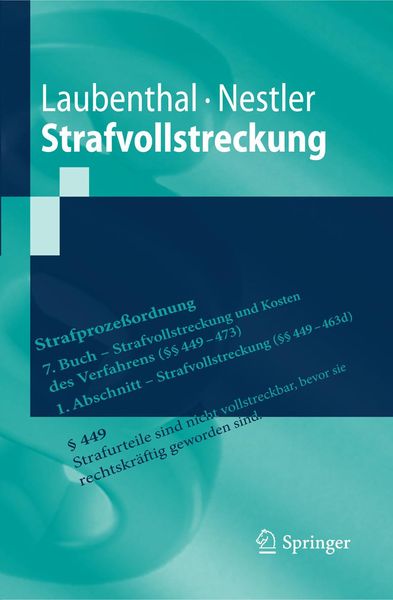 Laubenthal · Nestler
Strafvollstreckung
Strafprozeßordnung
7. Buch – Strafvollstreckung und Kosten
des Verfahrens (§§ 449 – 473)
1. Abschnitt – Strafvollstreckung (§§ 449 – 463d)
§ 449
Strafurteile sind nicht vollstreckbar, bevor sie
rechtskräftig geworden sind.
Springer